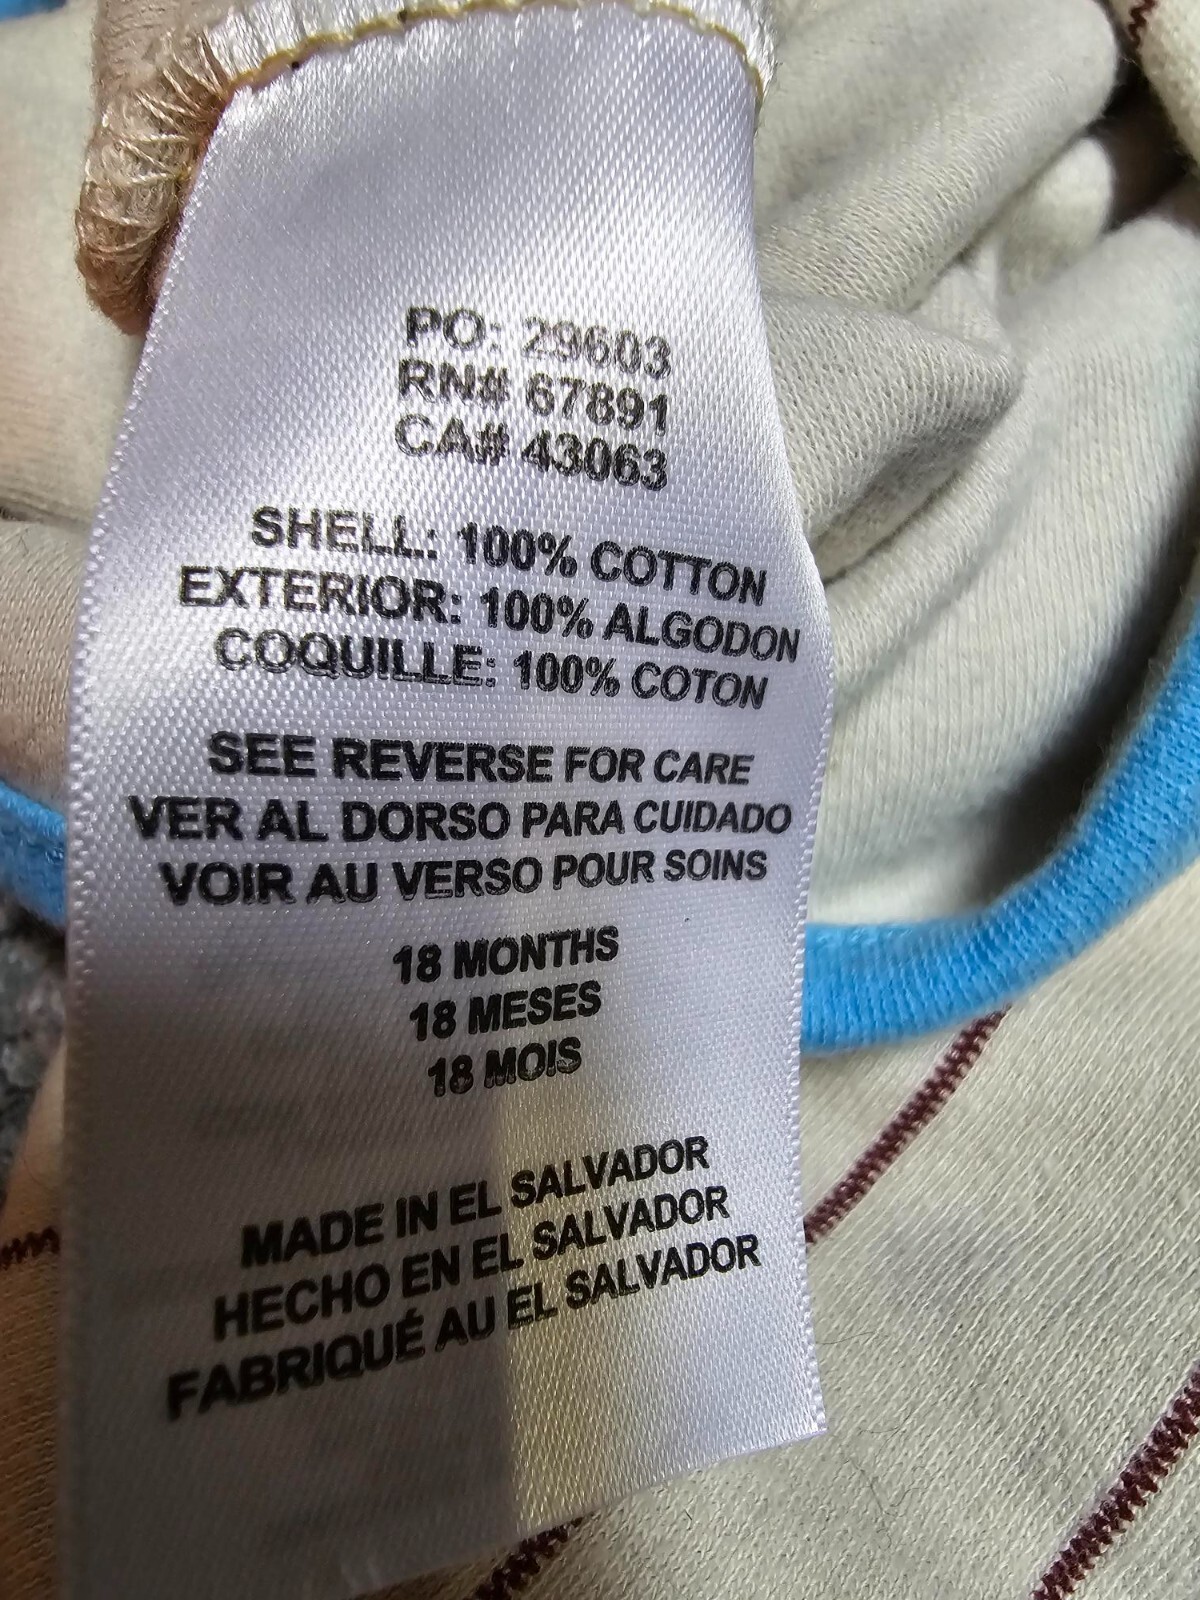 PO: 29603
RN# 67891
CA# 43063
SHELL: 100% COTTON
EXTERIOR: 100% ALGODON
COQUILLE: 100% COTON
SEE REVERSE FOR CARE
VER AL DORSO PARA CUIDADO
VOIR AU VERSO POUR SOINS
18 MONTHS
18 MESES
18 MOIS
MADE IN EL SALVADOR
HECHO EN EL SALVADOR
FABRIQUÉ AU EL SALVADOR